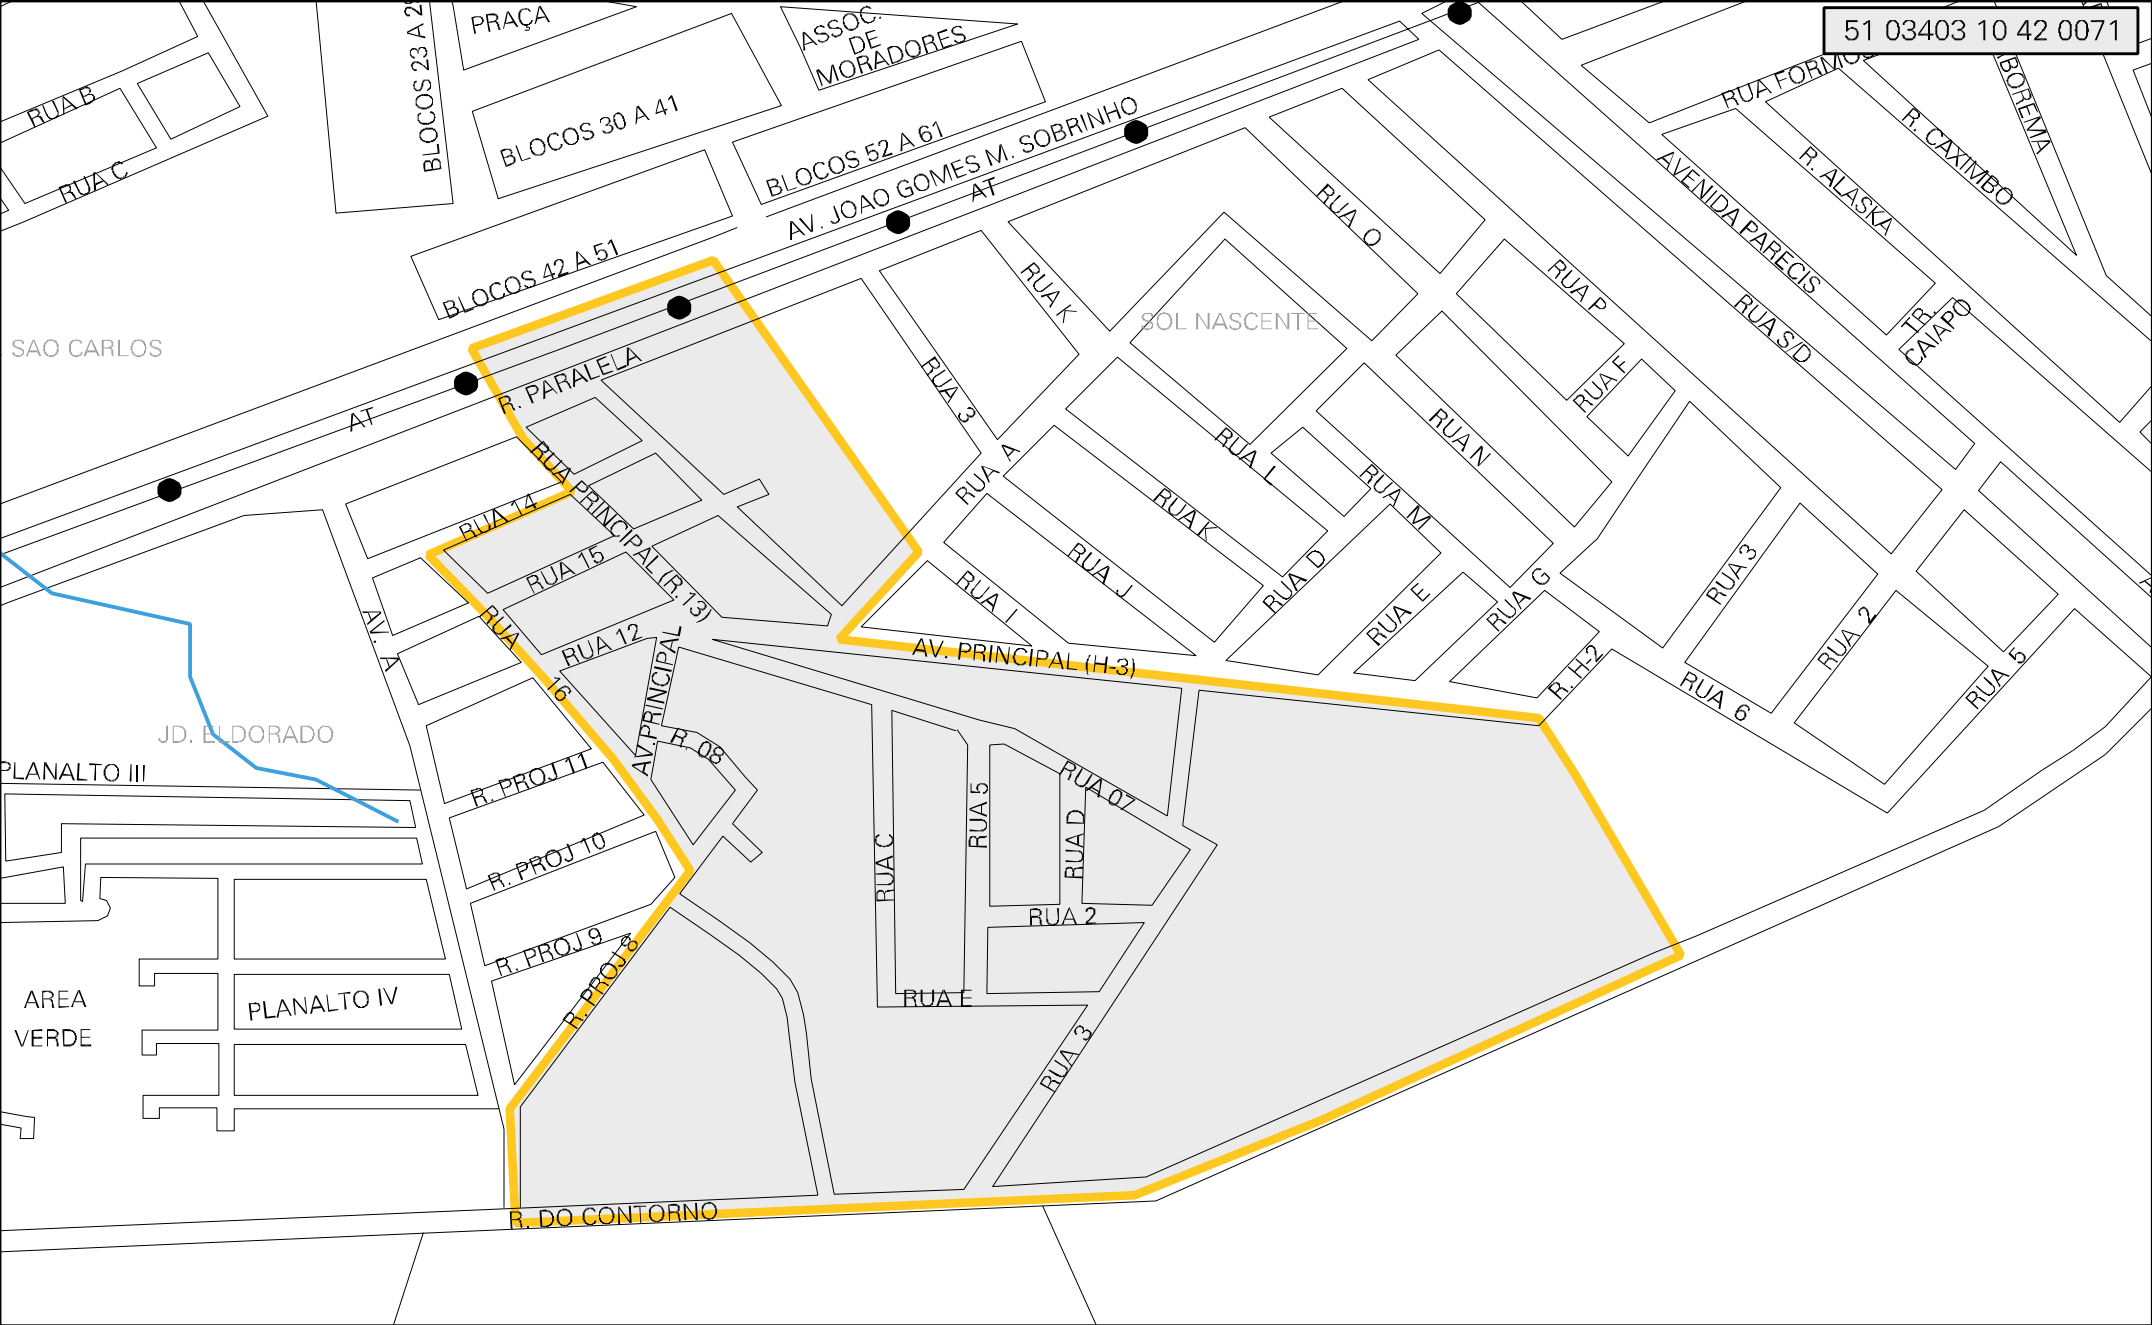 51 03403 10 42 0071
PRAÇA
ASSOC.
DE
MORADORES
BLOCOS 23 A 2
RUA B
RUA C
BLOCOS 30 A 41
BLOCOS 52 A 61
BLOCOS 42 A 51
AV. JOAO GOMES M. SOBRINHO
AT
AT
RUA FORMO
BOREMA
R. CAXIMBO
R. ALASKA
AVENIDA PARECIS
TR.
CAIAPO
RUA S/D
RUA P
RUA O
RUA K
SOL NASCENTE
SAO CARLOS
R. PARALELA
RUA 3
RUA A
RUA F
RUA N
RUA L
RUA M
RUA K
RUA J
RUA I
RUA D
RUA E
RUA G
R. H-2
RUA 3
RUA 2
RUA 5
RUA 6
RUA 14
RUA PRINCIPAL (R.13)
RUA 15
RUA 12
RUA 16
AV. A
AV. PRINCIPAL (H-3)
AV.PRINCIPAL
R. 08
JD. ELDORADO
PLANALTO III
R. PROJ 11
R. PROJ 10
R. PROJ 9
R. PROJ 8
RUA C
RUA 5
RUA D
RUA 07
RUA 2
RUA E
RUA 3
AREA
VERDE
PLANALTO IV
R. DO CONTORNO